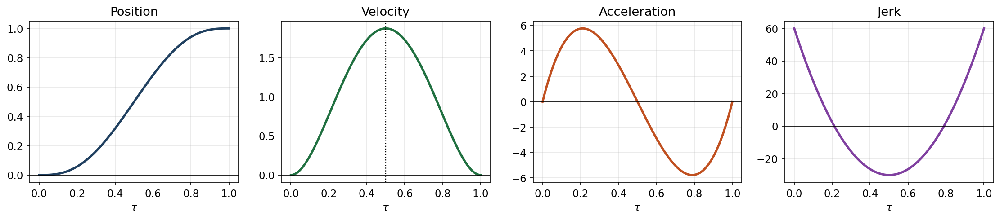 Position
1.0
0.8
0.6
0.4
0.2
0.0
0.0 0.2 0.4 0.6 0.8 1.0
τ
Velocity
1.5
1.0
0.5
0.0
0.0 0.2 0.4 0.6 0.8 1.0
τ
Acceleration
6
4
2
0
−2
−4
−6
0.0 0.2 0.4 0.6 0.8 1.0
τ
Jerk
60
40
20
0
−20
0.0 0.2 0.4 0.6 0.8 1.0
τ